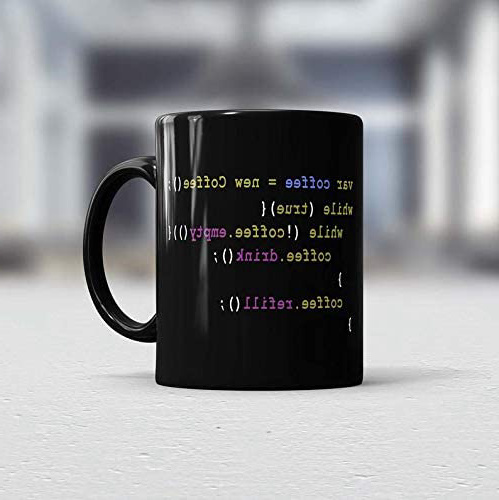 var coffee = new Coffee();
while (true){
while (!coffee.empty()){
coffee.drink();
}
coffee.refill();
}